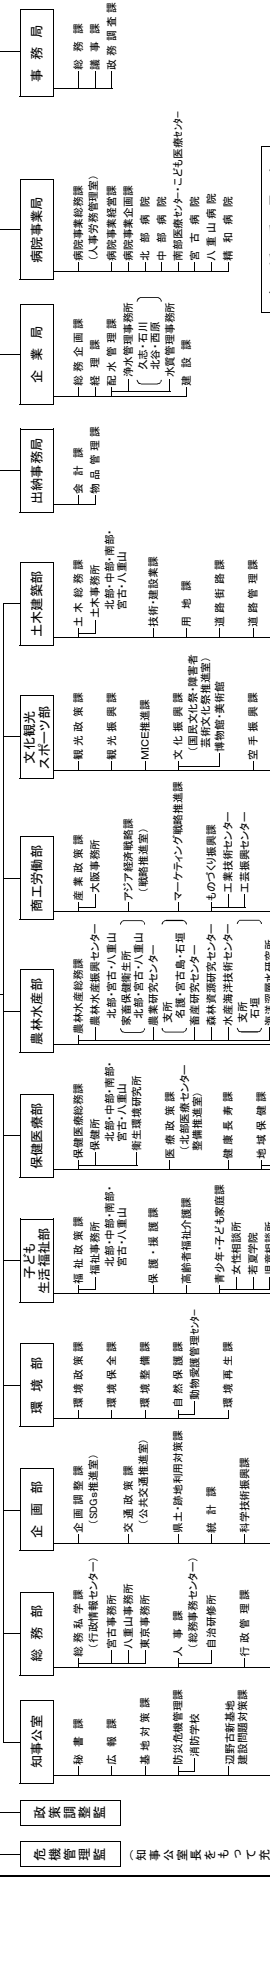 危機管理監
(知事公室長をもって充
政策調整監
知事公室
秘書課
広報課
基地対策課
防災危機管理課
消防学校
辺野古新基地
建設問題対策課
総務部
総務私学課
(行政情報センター)
宮古事務所
八重山事務所
東京事務所
人事課
(総務事務センター)
自治研修所
行政管理課
企画部
企画調整課
(SDGs推進室)
交通政策課
(公共交通推進室)
県土・跡地利用対策課
統計課
科学技術振興課
環境部
環境政策課
環境保全課
環境整備課
自然保護課
動物愛護管理センター
環境再生課
子ども
生活福祉部
福祉政策課
福祉事務所
北部・中部・南部・
宮古・八重山
保護・援護課
高齢者福祉介護課
青少年・子ども家庭課
女性相談所
若夏学院
保健医療部
保健医療総務課
保健所
北部・中部・南部・
宮古・八重山
衛生環境研究所
医療政策課
(北部医療センター
整備推進室)
健康長寿課
地域保健課
農林水産部
農林水産総務課
農林水産振興センター
北部・宮古・八重山
家畜保健衛生所
北部・中部・宮古・八重山
農業研究センター
支所
名護・宮古島・石垣
畜産研究センター
森林資源研究センター
水産海洋技術センター
支所
石垣
海洋深層水研究所
商工労働部
産業政策課
大阪事務所
アジア経済戦略課
(戦略推進室)
マーケティング戦略推進課
ものづくり振興課
工業技術センター
工芸振興センター
文化観光
スポーツ部
観光政策課
観光振興課
MICE推進課
文化振興課
(国民文化祭・障害者
芸術文化祭推進室)
博物館・美術館
空手振興課
土木建築部
土木総務課
土木事務所
北部・中部・南部・
宮古・八重山
技術・建設業課
用地課
道路街路課
道路管理課
出納事務局
会計課
物品管理課
企業局
総務企画課
経理課
配水管理課
浄水管理事務所
久志・石川
北谷・西原
水質管理事務所
建設課
病院事業局
病院事業総務課
(人事労務管理室)
病院事業経営課
病院事業企画課
北部病院
中部病院
南部医療センター・こども医療センター
宮古病院
八重山病院
精和病院
事務局
総務課
議事課
政務調査課